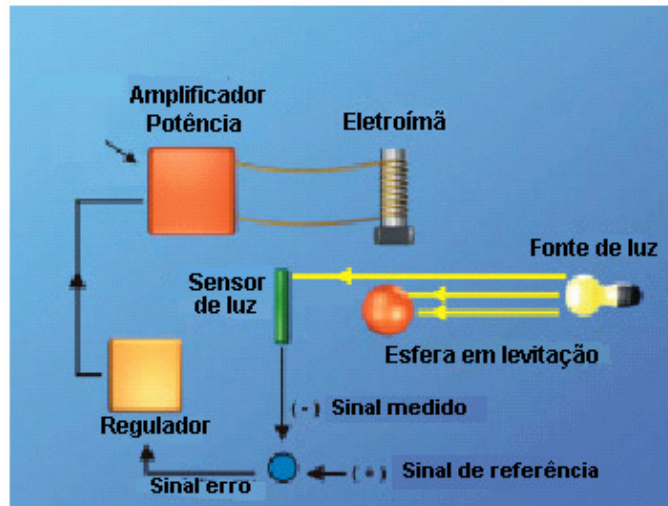 Amplificador
Potência
Eletroímã
Fonte de luz
Sensor
de luz
Esfera em levitação
(-) Sinal medido
Regulador
Sinal erro
(+) Sinal de referência